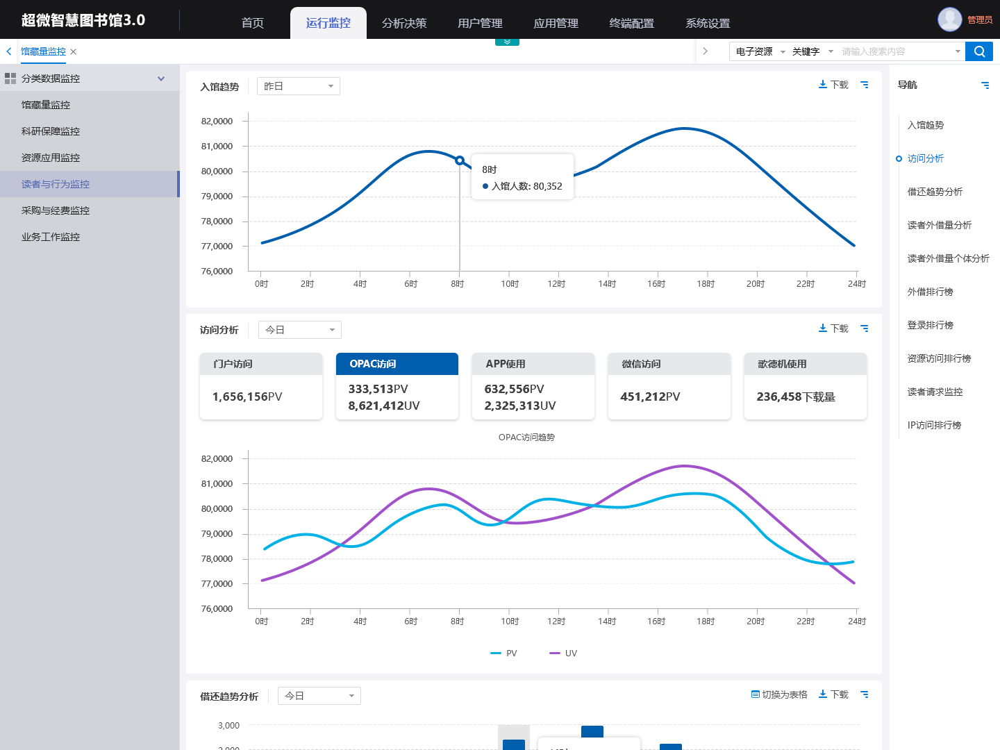 超微智慧图书馆3.0
首页 运行监控 分析决策 用户管理 应用管理 终端配置 系统设置 管理员
馆藏量监控
电子资源 关键字 请输入搜索内容
分类数据监控
馆藏量监控
科研保障监控
资源应用监控
读者与行为监控
采购与经费监控
业务工作监控
入馆趋势 昨日 下载
82,0000
81,0000
80,0000
79,0000
78,0000
77,0000
76,0000
8时
入馆人数: 80,352
0时 2时 4时 6时 8时 10时 12时 14时 16时 18时 20时 22时 24时
访问分析 今日 下载
门户访问
1,656,156PV
OPAC访问
333,513PV
8,621,412UV
APP使用
632,556PV
2,325,313UV
微信访问
451,212PV
歌德机使用
236,458下载量
OPAC访问趋势
82,0000
81,0000
80,0000
79,0000
78,0000
77,0000
76,0000
0时 2时 4时 6时 8时 10时 12时 14时 16时 18时 20时 22时 24时
PV UV
借还趋势分析 今日 切换为表格 下载
3,000
导航
入馆趋势
访问分析
借还趋势分析
读者外借量分析
读者外借量个体分析
外借排行榜
登录排行榜
资源访问排行榜
读者请求监控
IP访问排行榜